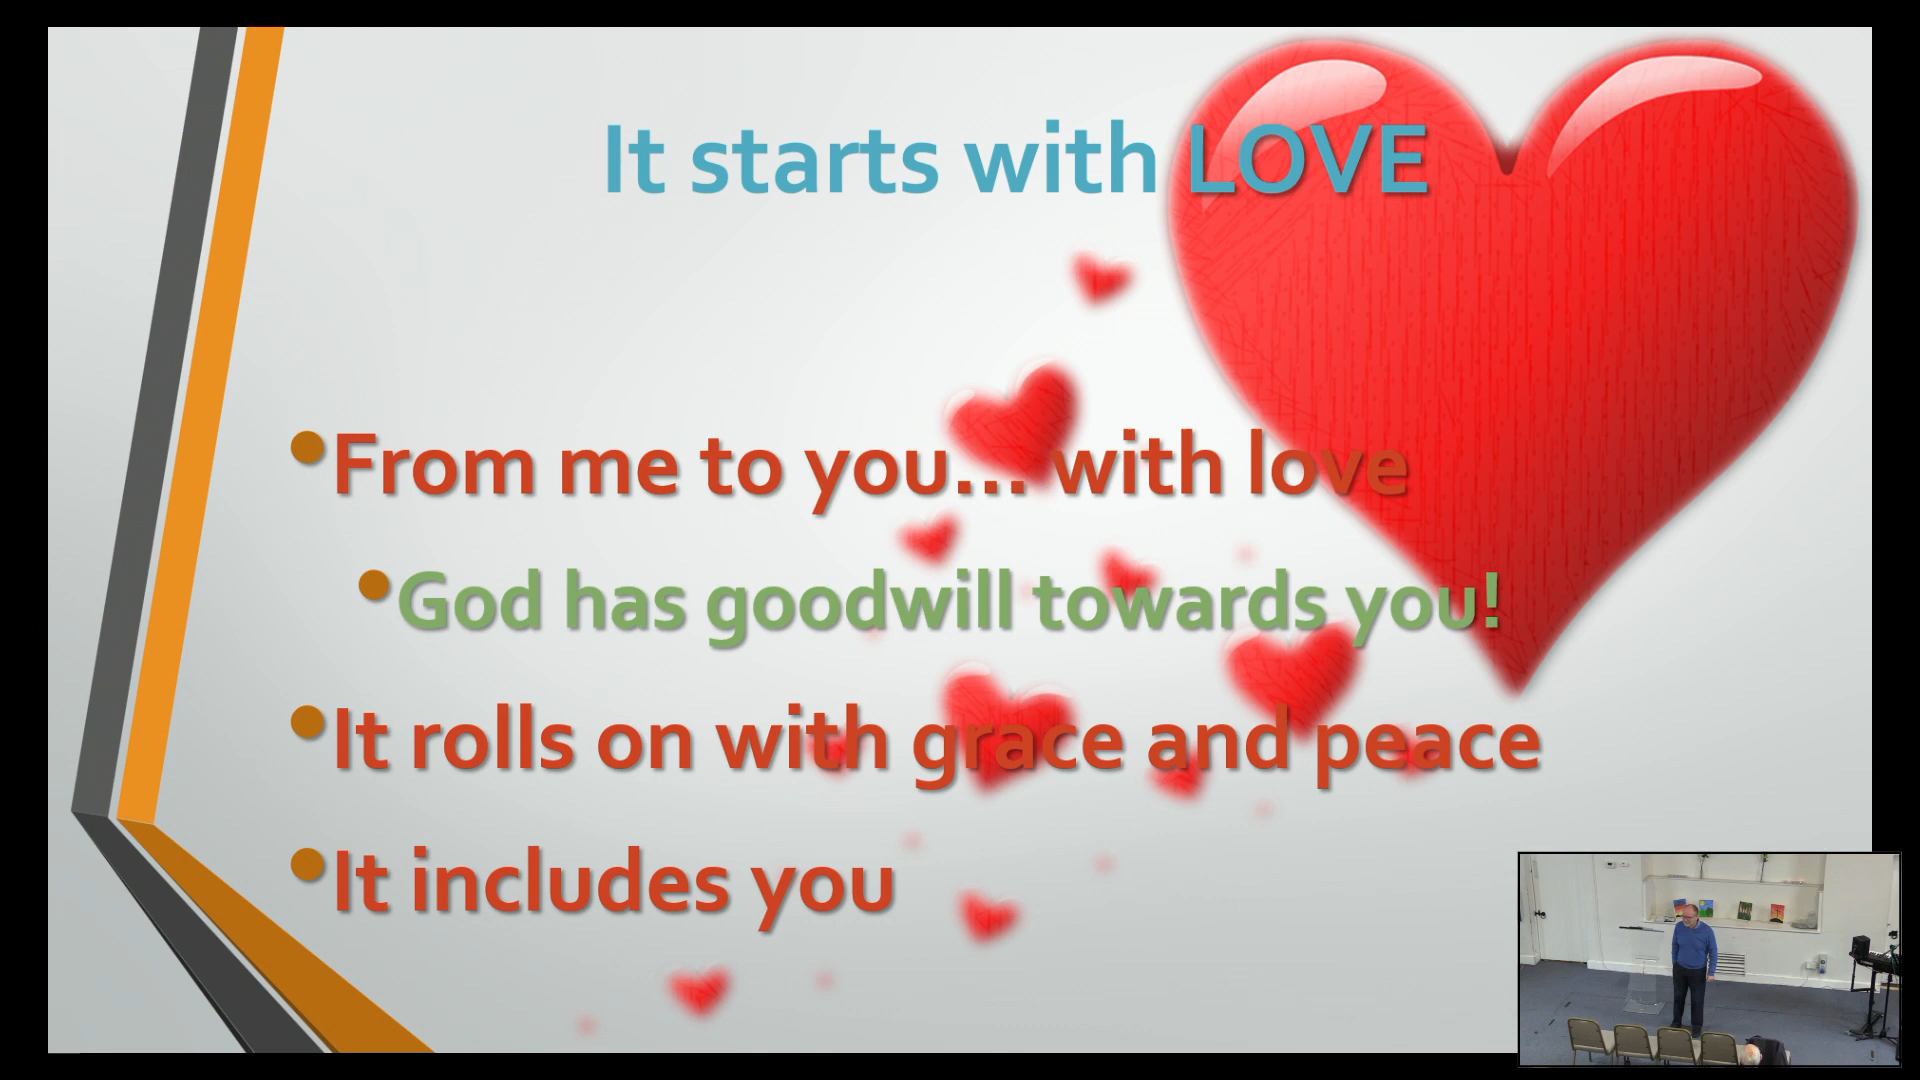 It starts with LOVE
From me to you... with love
God has goodwill towards you!
It rolls on with grace and peace
It includes you